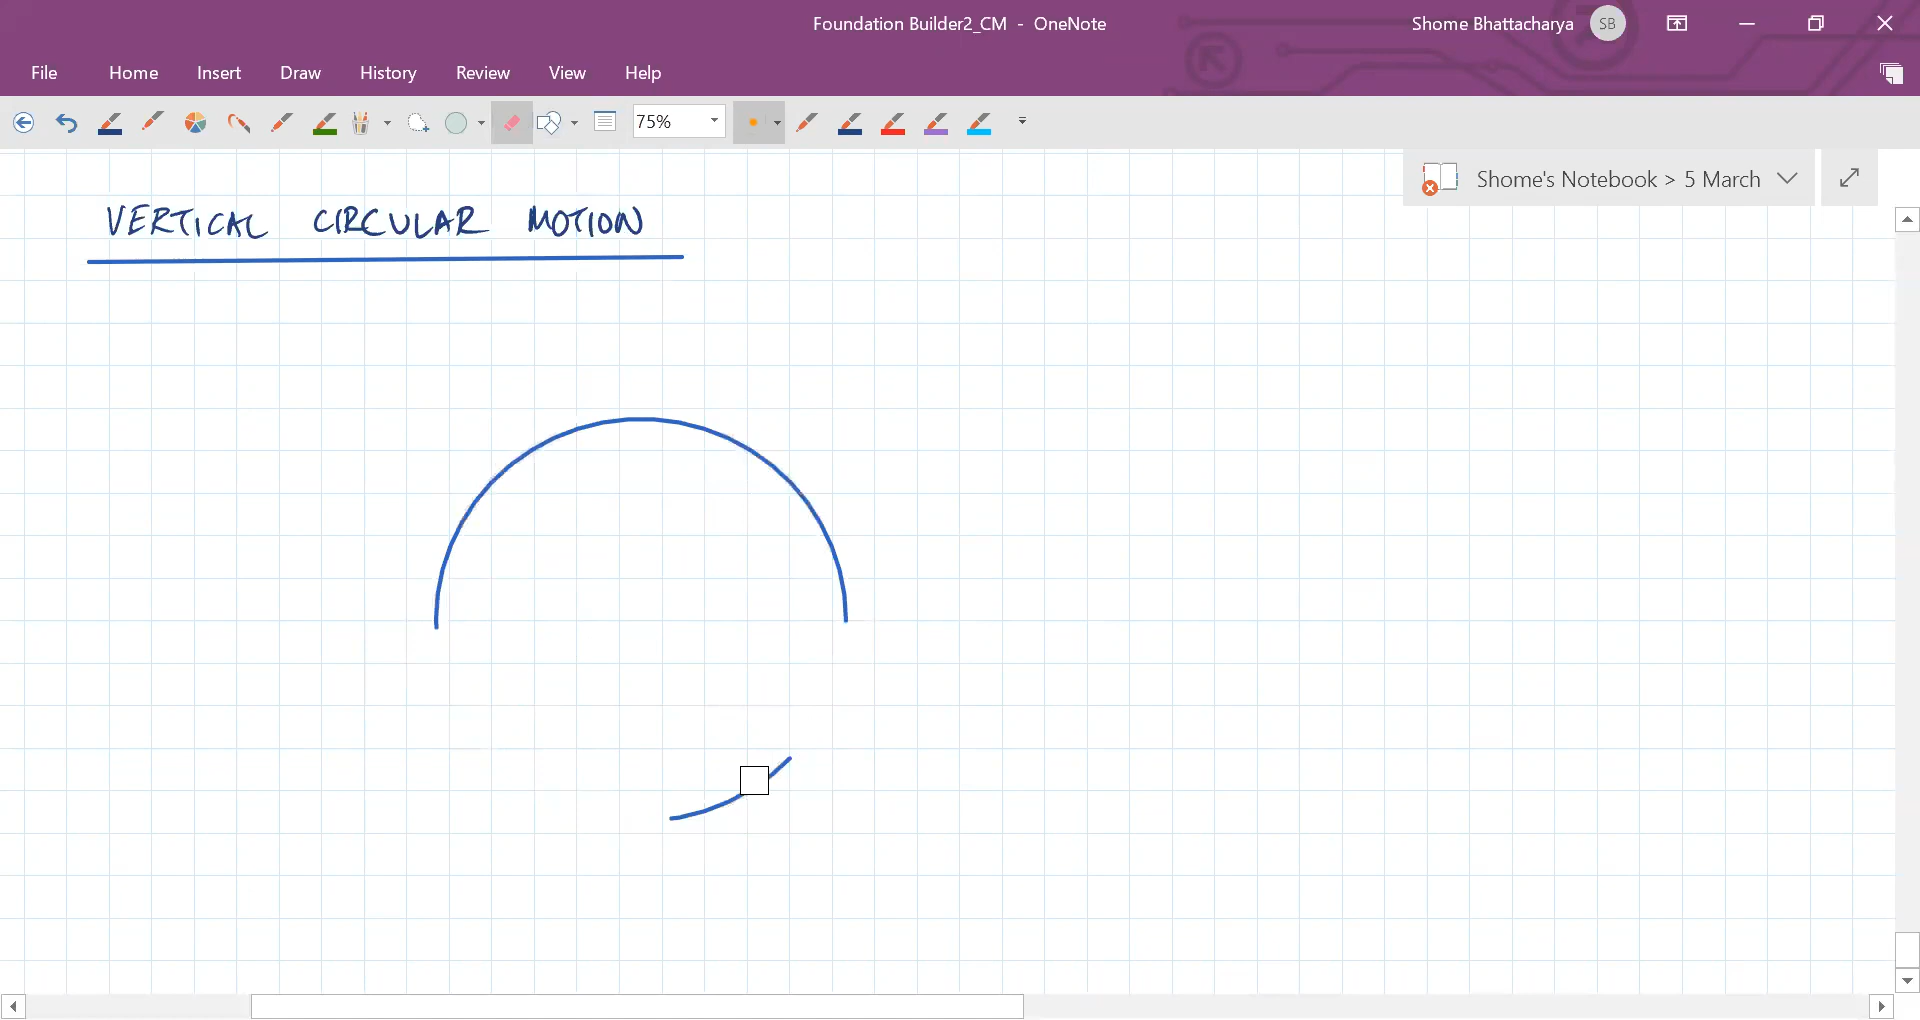 Foundation Builder2_CM - OneNote
Shome Bhattacharya SB
File Home Insert Draw History Review View Help
75%
Shome's Notebook > 5 March
VERTICAL CIRCULAR MOTION